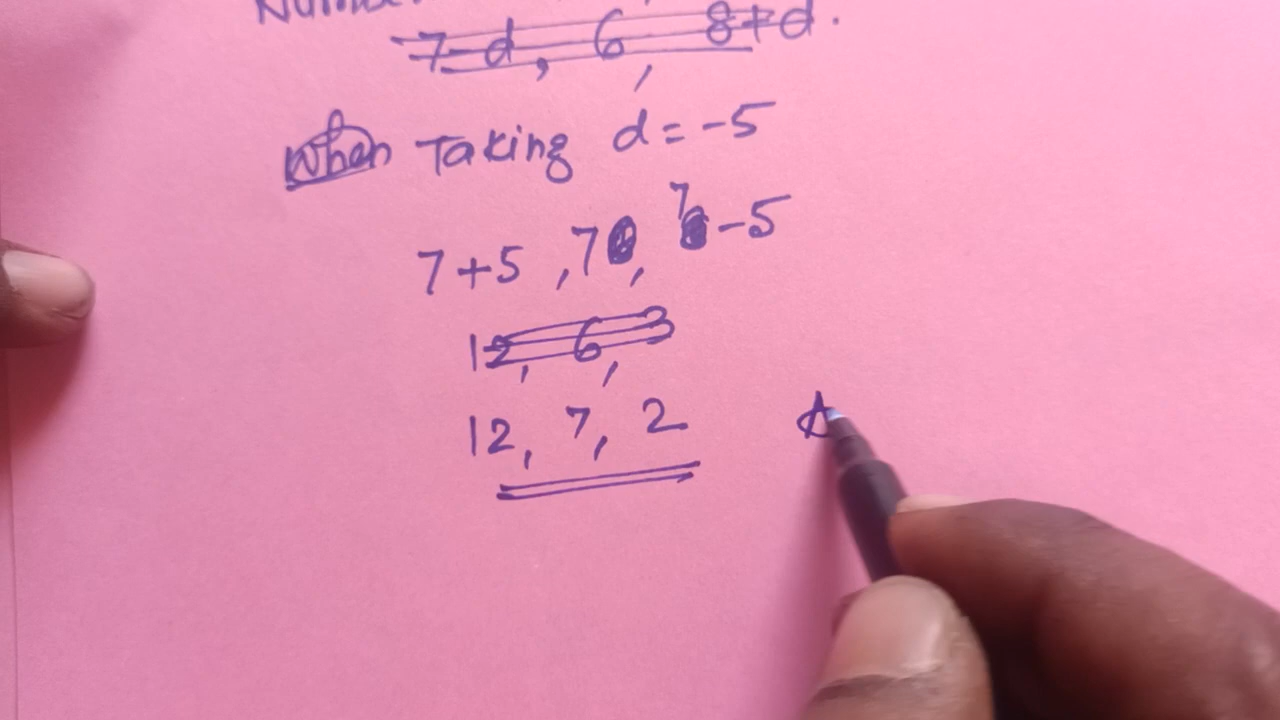 7-d, 6, 8+d.
When Taking d = -5
7+5, 7, 7-5
12, 6, 3
12, 7, 2
A